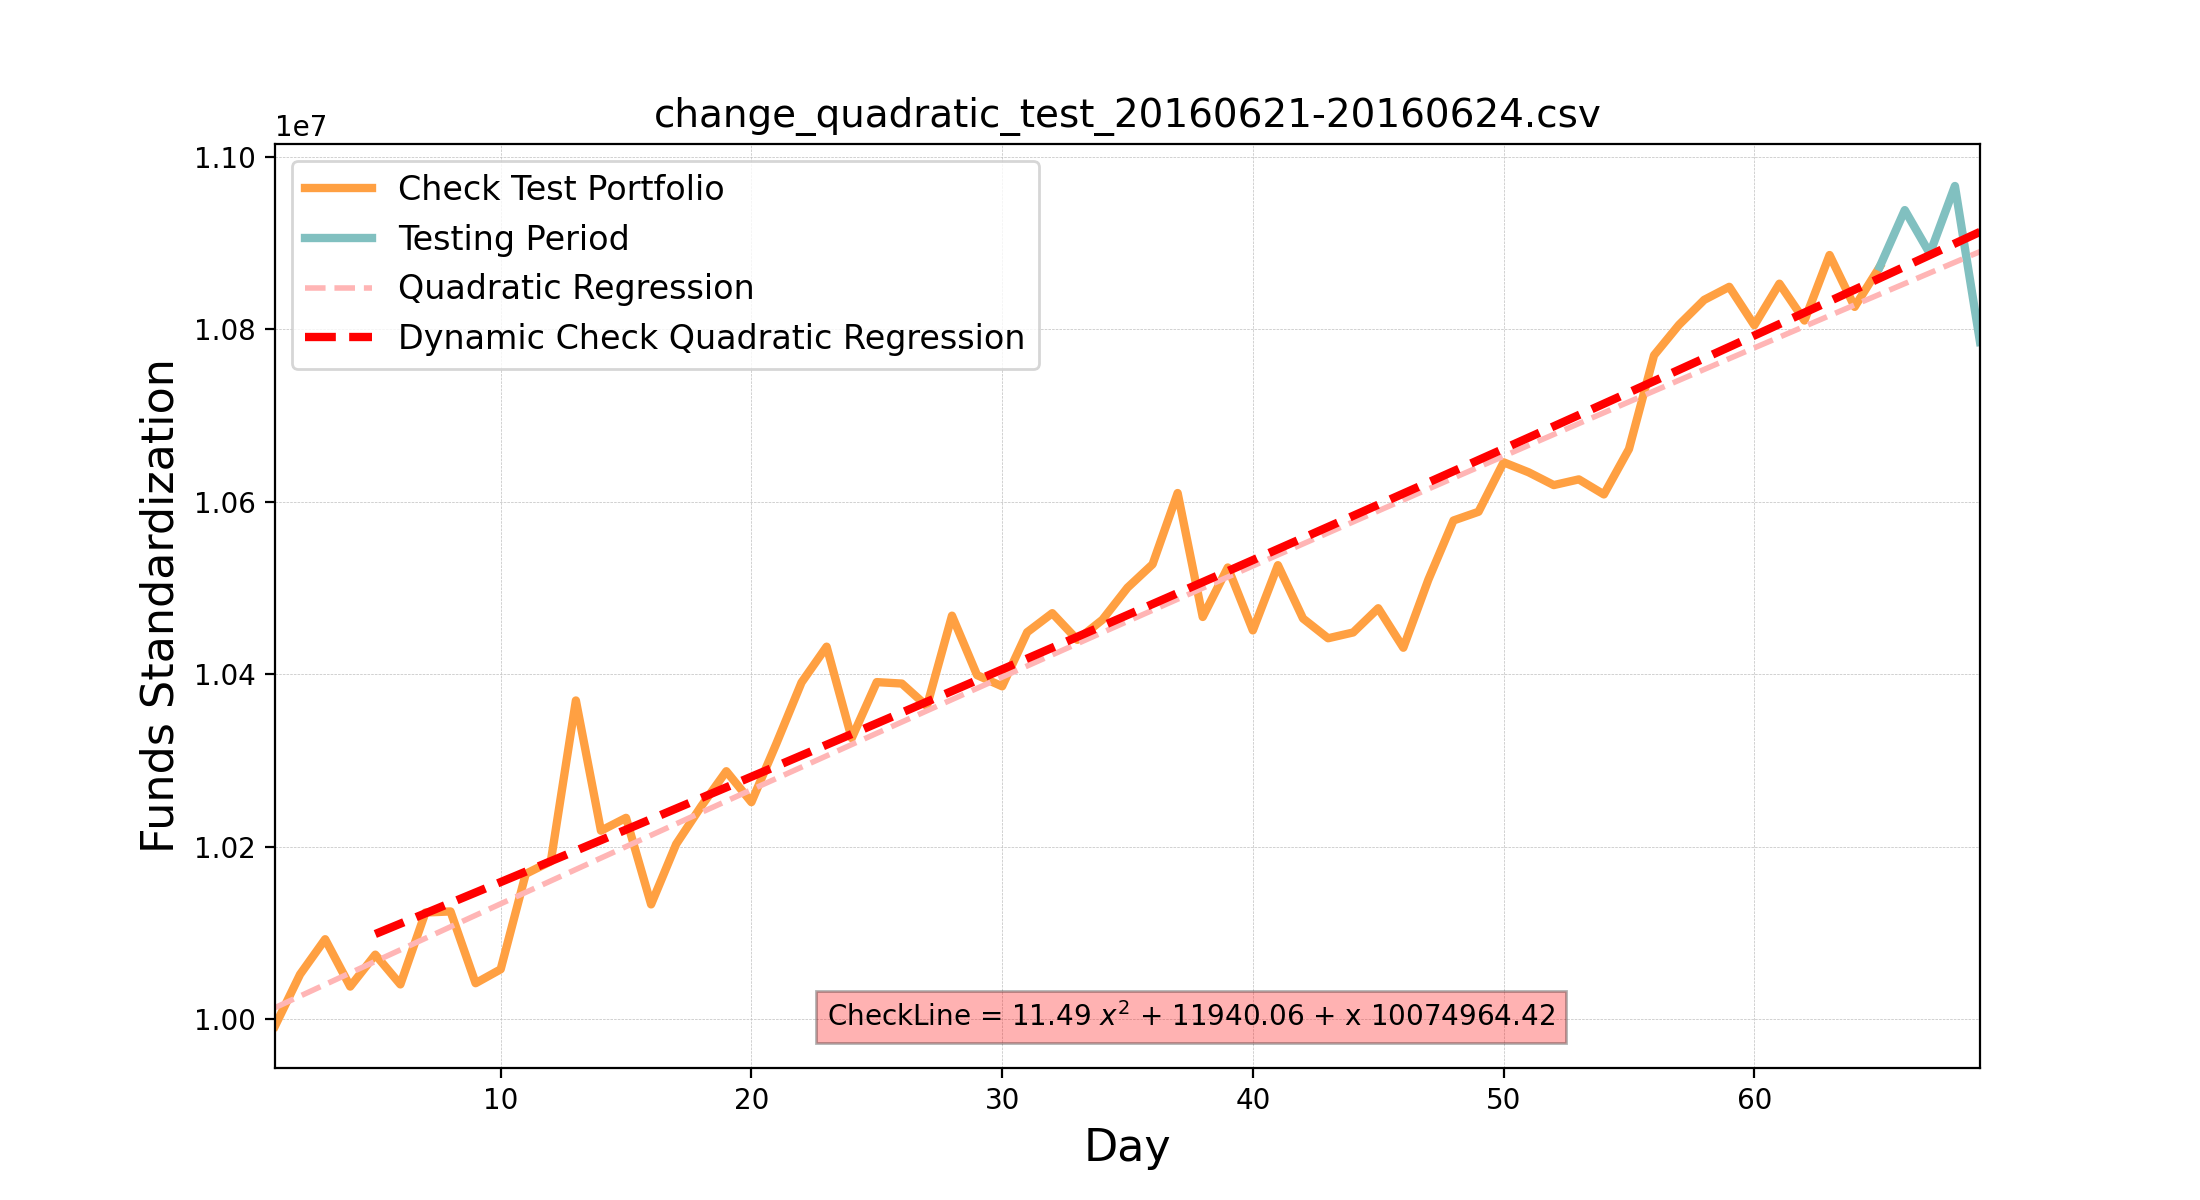 change_quadratic_test_20160621-20160624.csv
1e7
1.10
1.08
1.06
1.04
1.02
1.00
Funds Standardization
Check Test Portfolio
Testing Period
Quadratic Regression
Dynamic Check Quadratic Regression
CheckLine = 11.49 x² + 11940.06 + x 10074964.42
10 20 30 40 50 60
Day